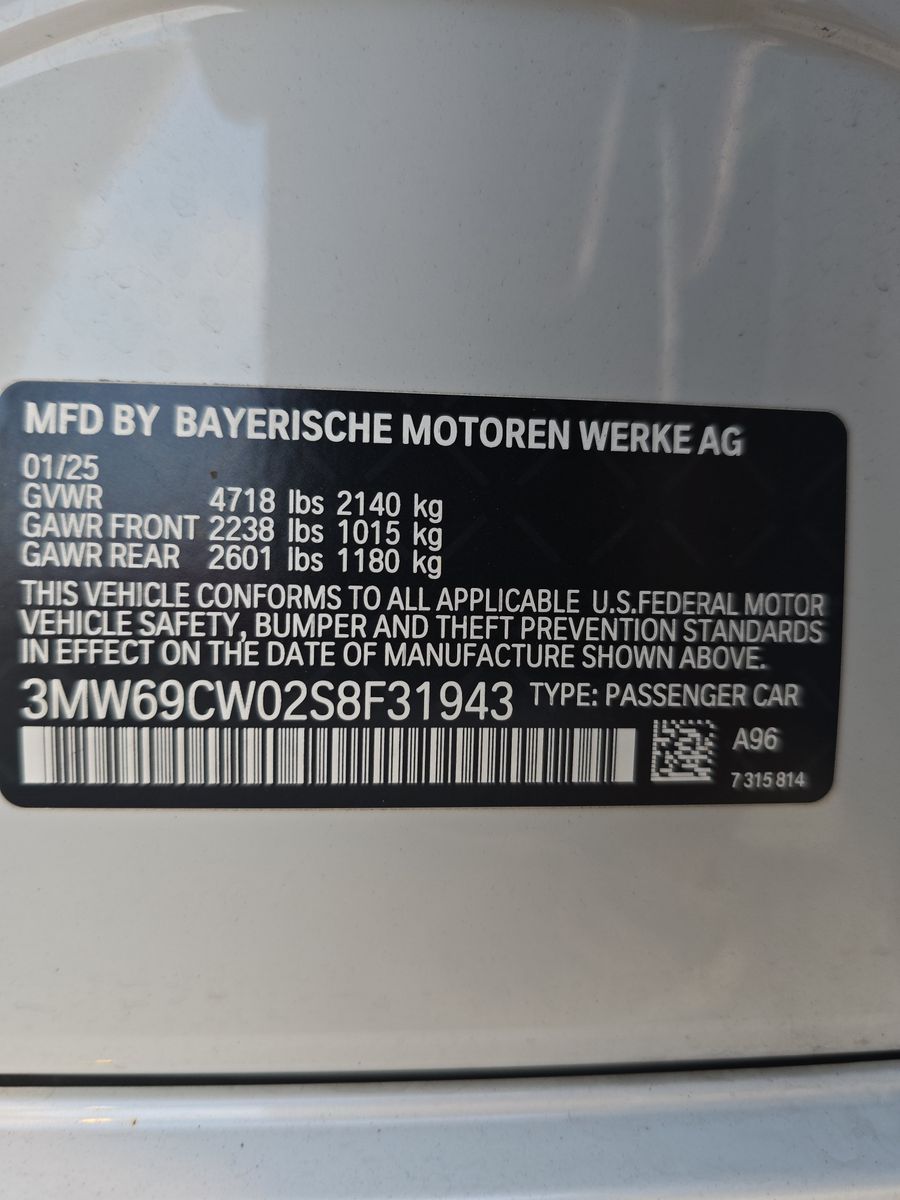 MFD BY BAYERISCHE MOTOREN WERKE AG
01/25
GVWR 4718 lbs 2140 kg
GAWR FRONT 2238 lbs 1015 kg
GAWR REAR 2601 lbs 1180 kg
THIS VEHICLE CONFORMS TO ALL APPLICABLE U.S.FEDERAL MOTOR
VEHICLE SAFETY, BUMPER AND THEFT PREVENTION STANDARDS
IN EFFECT ON THE DATE OF MANUFACTURE SHOWN ABOVE.
3MW69CW02S8F31943 TYPE: PASSENGER CAR
A96
7 315 814